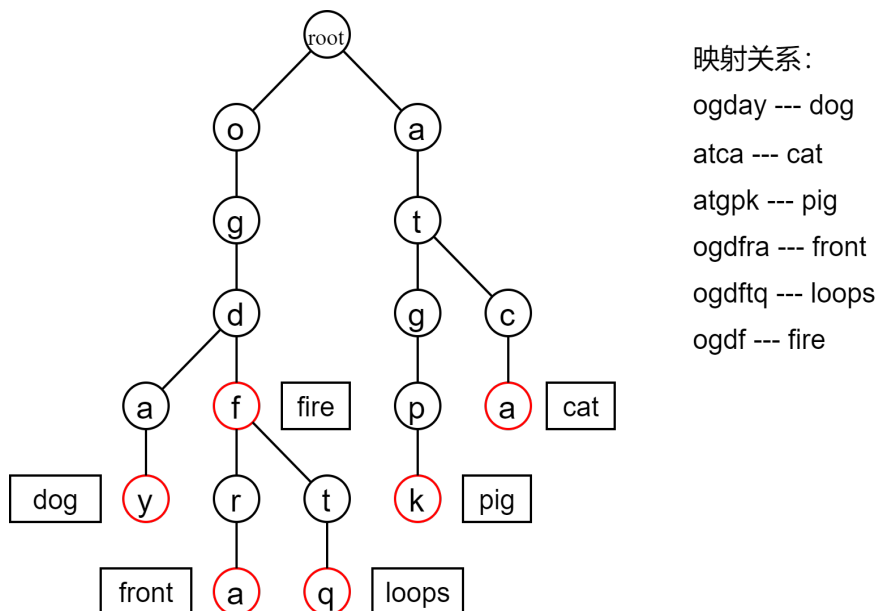 root
映射关系：
o
a
ogday --- dog
atca --- cat
g
t
atgpk --- pig
ogdfra --- front
d
g
c
ogdftq --- loops
ogdf --- fire
a
f
fire
p
a
cat
dog
y
r
t
k
pig
front
a
q
loops